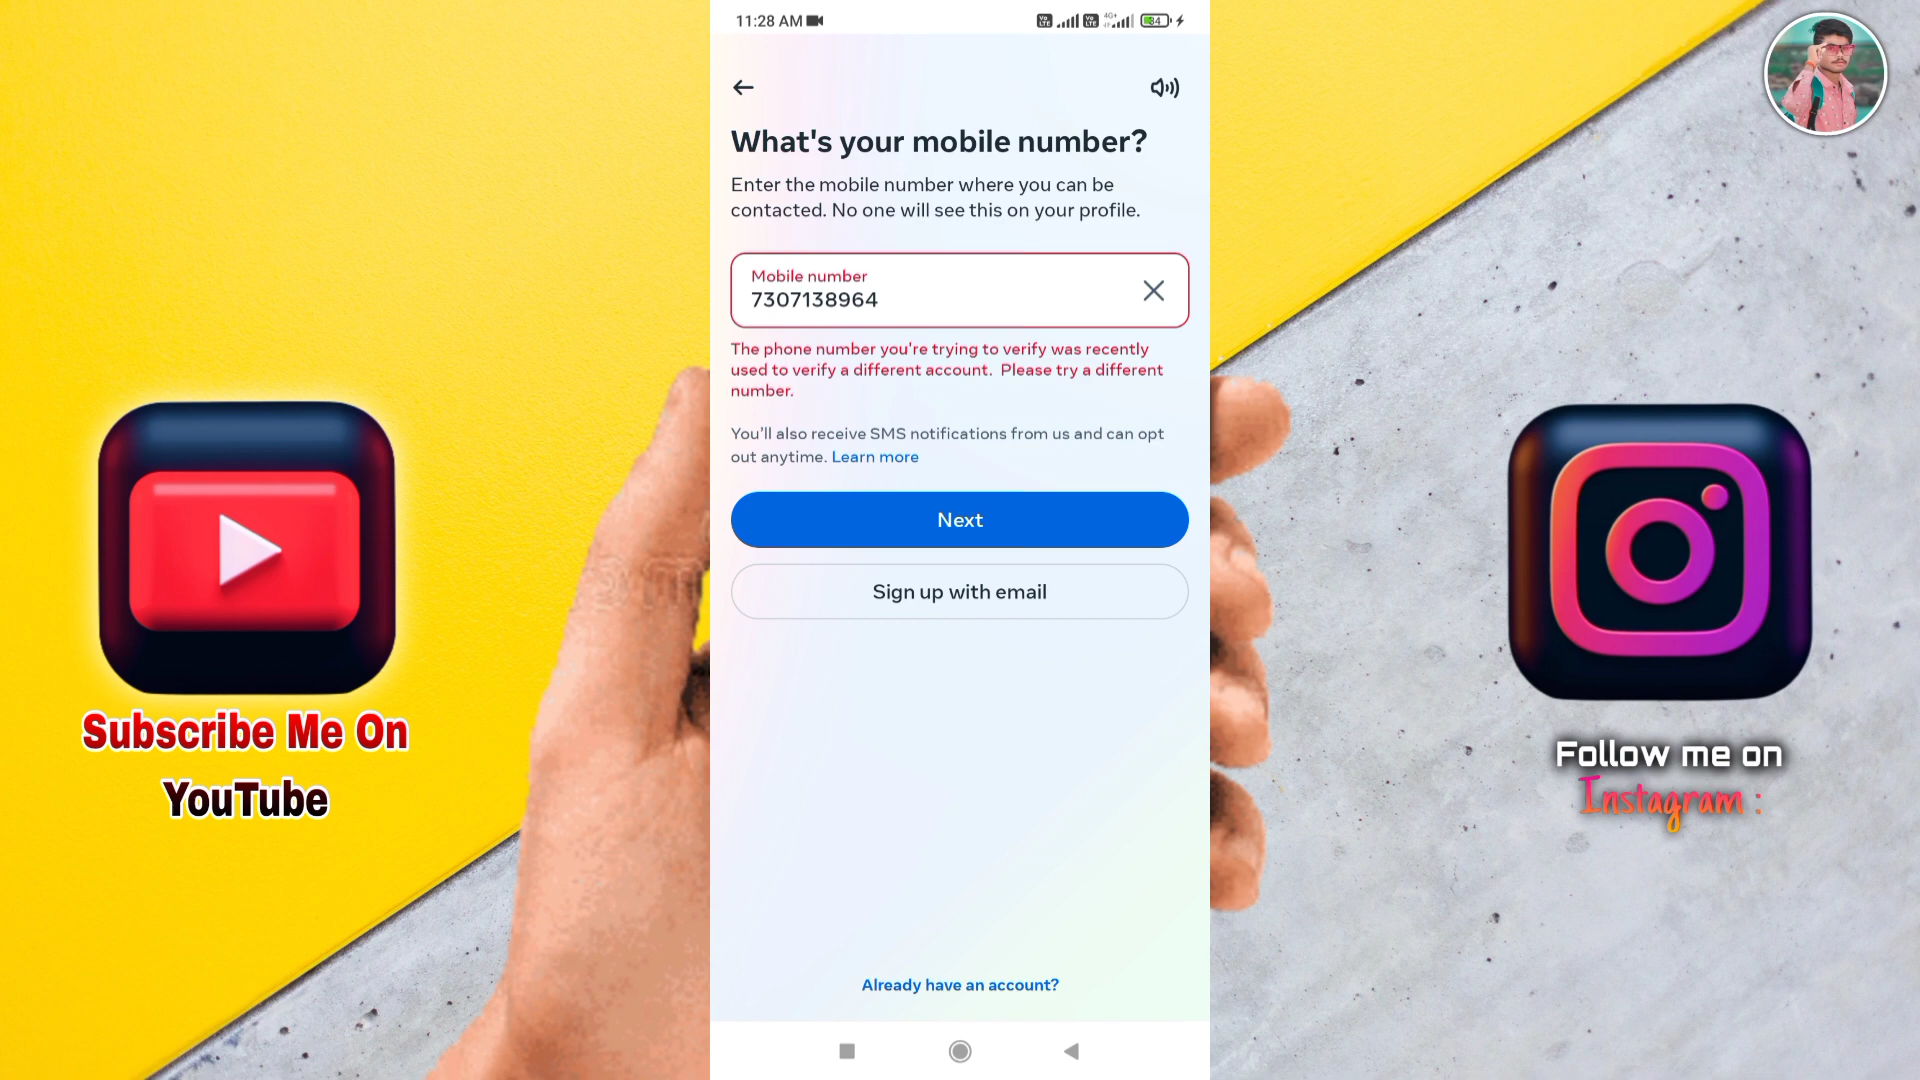 11:28 AM
84
What's your mobile number?
Enter the mobile number where you can be
contacted. No one will see this on your profile.
Mobile number
7307138964
The phone number you're trying to verify was recently
used to verify a different account. Please try a different
number.
You'll also receive SMS notifications from us and can opt
out anytime. Learn more
Next
Sign up with email
Already have an account?
Subscribe Me On
YouTube
Follow me on
Instagram :